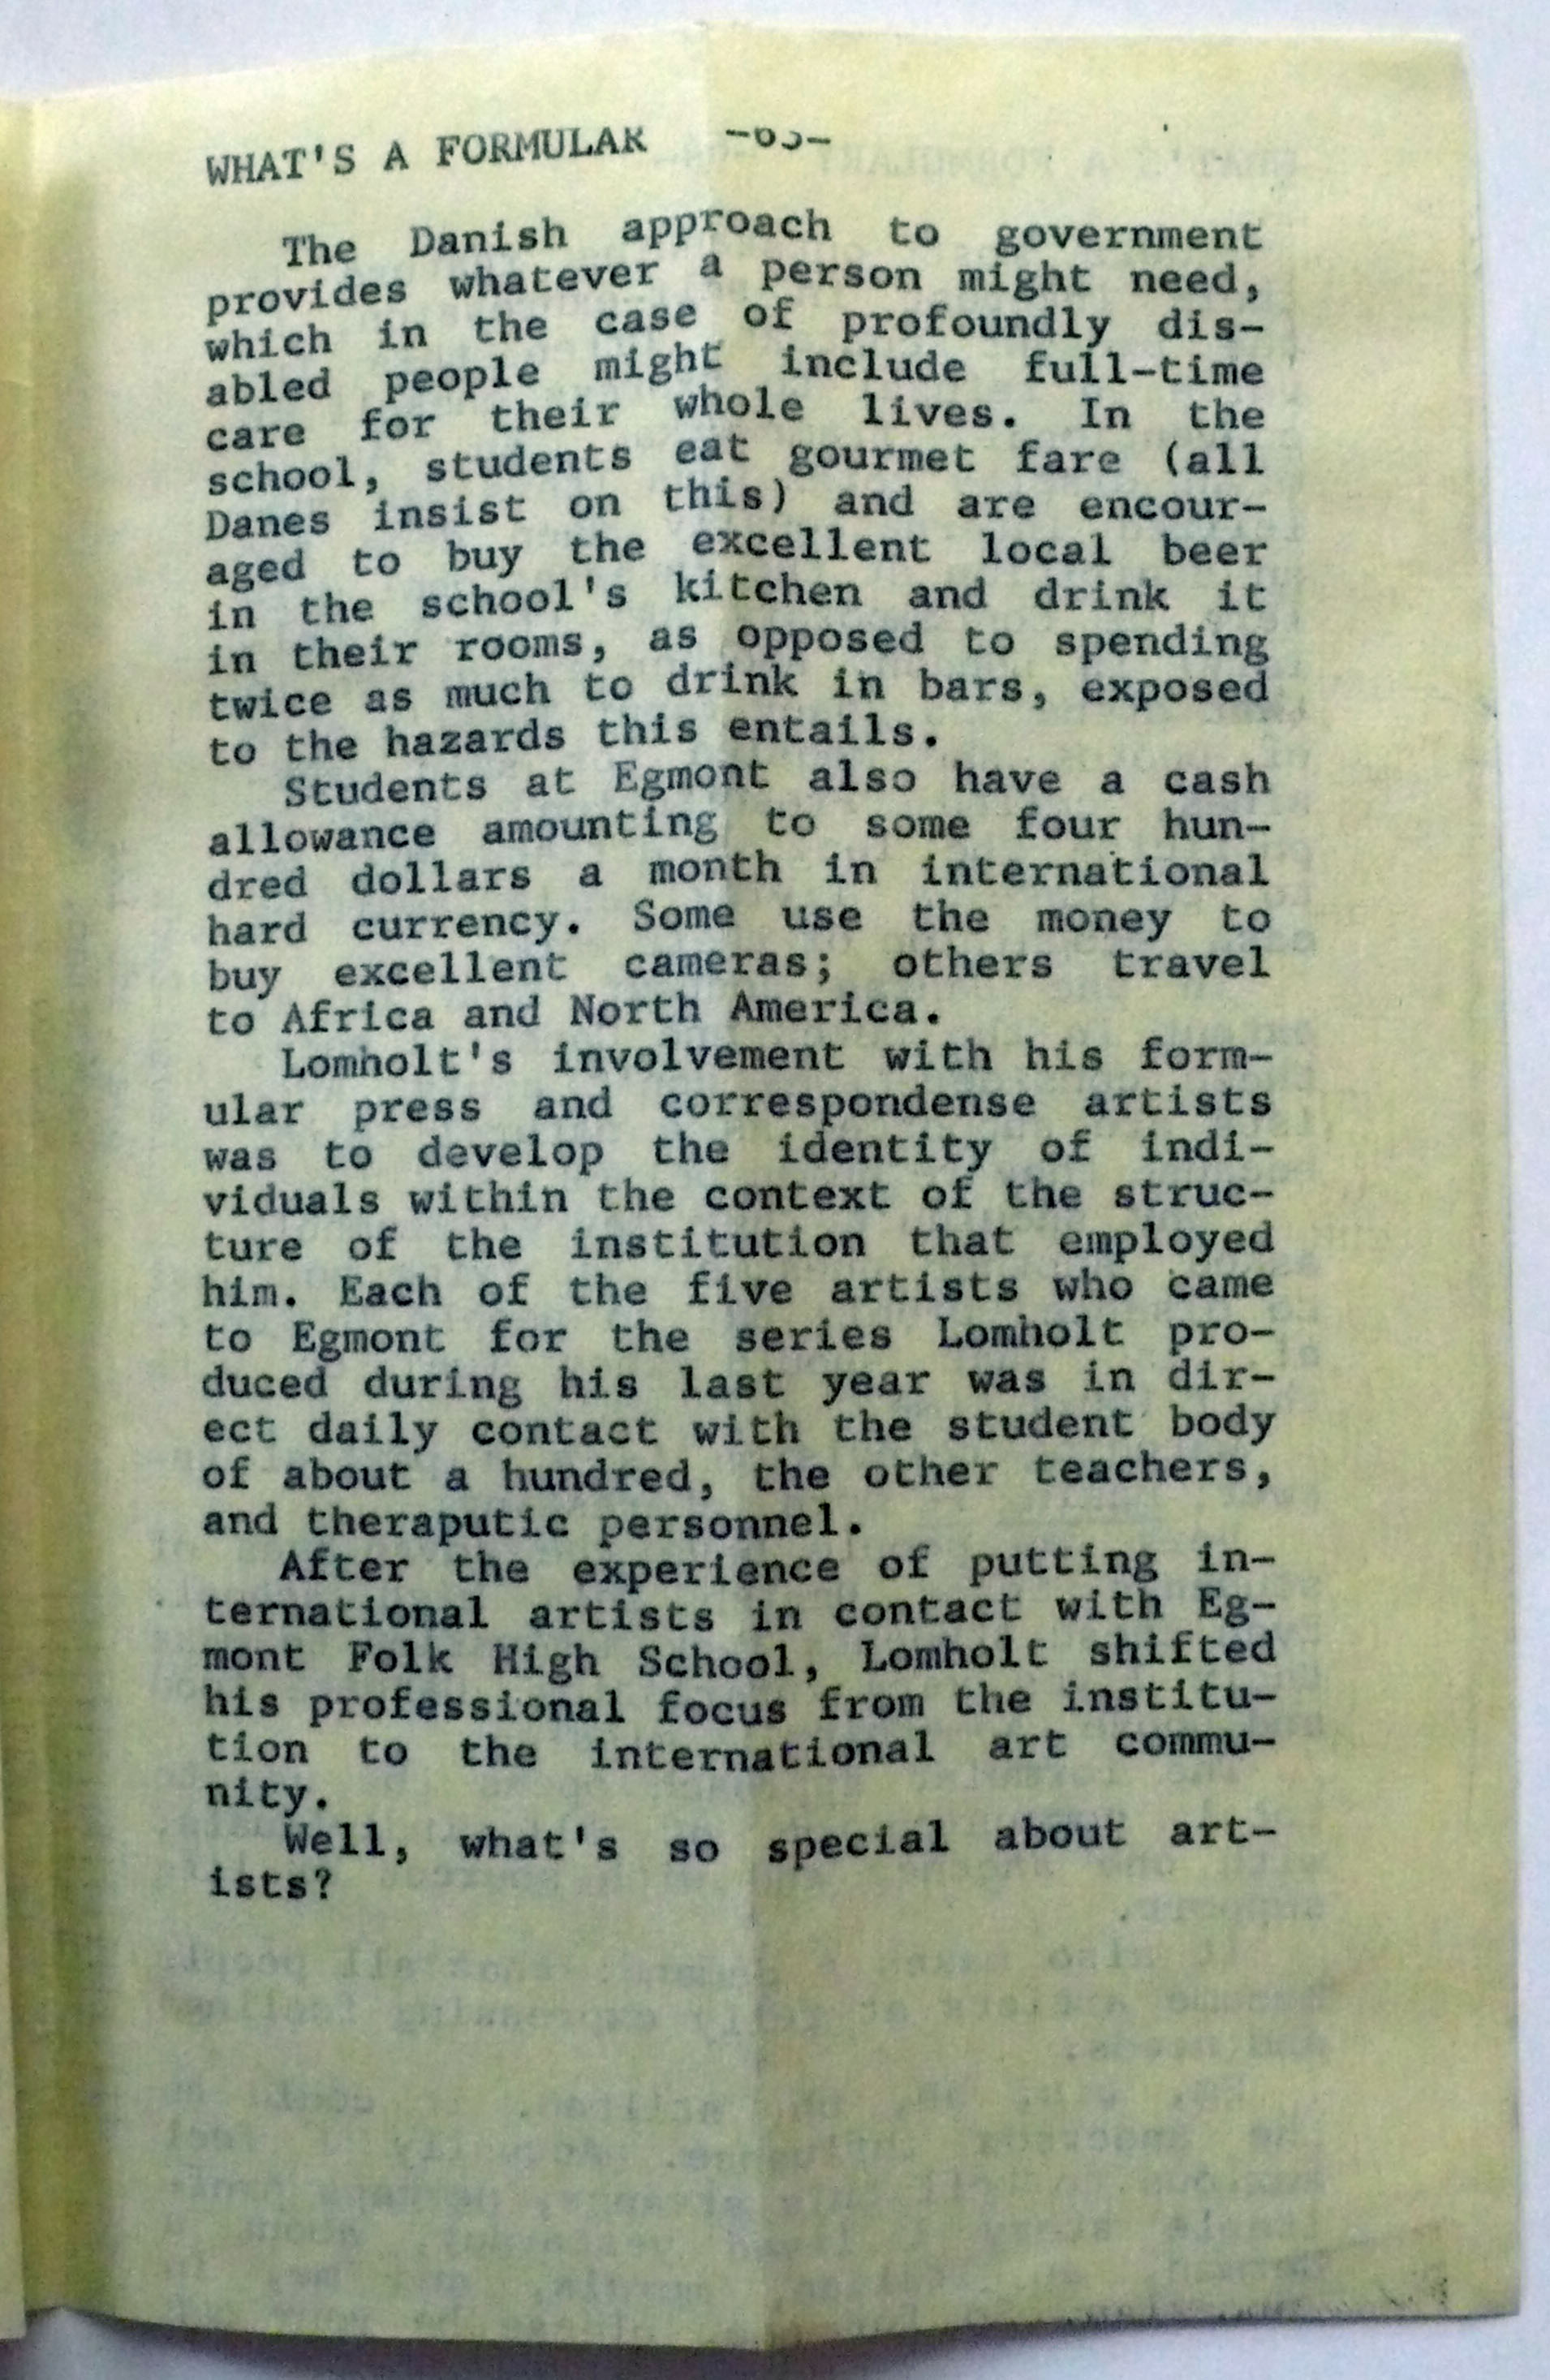 WHAT'S A FORMULAR
The Danish approach to government
provides whatever a person might need,
which in the case of profoundly dis-
abled people might include full-time
care for their whole lives. In the
school, students eat gourmet fare (all
Danes insist on this) and are encour-
aged to buy the excellent local beer
in the school's kitchen and drink it
in their rooms, as opposed to spending
twice as much to drink in bars, exposed
to the hazards this entails.
Students at Egmont also have a cash
allowance amounting to some four hun-
dred dollars a month in international
hard currency. Some use the money to
buy excellent cameras; others travel
to Africa and North America.
Lomholt's involvement with his form-
ular press and correspondense artists
was to develop the identity of indi-
viduals within the context of the struc-
ture of the institution that employed
him. Each of the five artists who came
to Egmont for the series Lomholt pro-
duced during his last year was in dir-
ect daily contact with the student body
of about a hundred, the other teachers,
and theraputic personnel.
After the experience of putting in-
ternational artists in contact with Eg-
mont Folk High School, Lomholt shifted
his professional focus from the institu-
tion to the international art commu-
nity.
Well, what's so special about art-
ists?